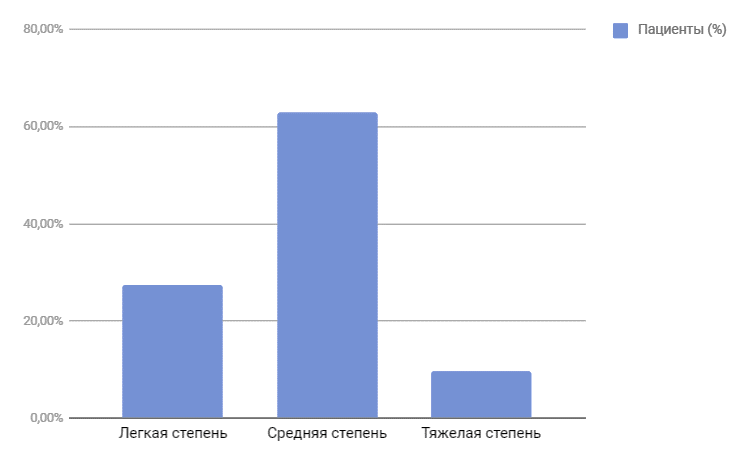 80,00%
Пациенты (%)
60,00%
40,00%
20,00%
0,00%
Легкая степень
Средняя степень
Тяжелая степень